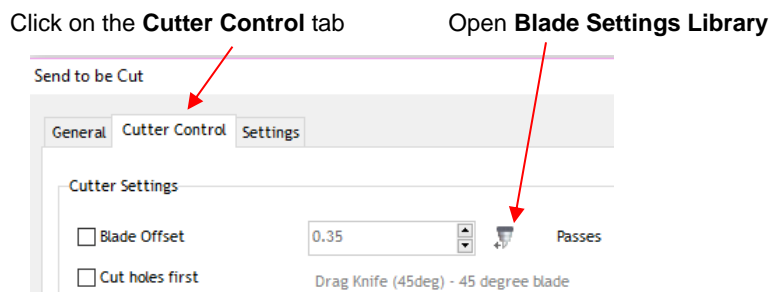 Click on the Cutter Control tab
Open Blade Settings Library
Send to be Cut
General Cutter Control Settings
Cutter Settings
Blade Offset 0.35 Passes
Cut holes first Drag Knife (45deg) - 45 degree blade